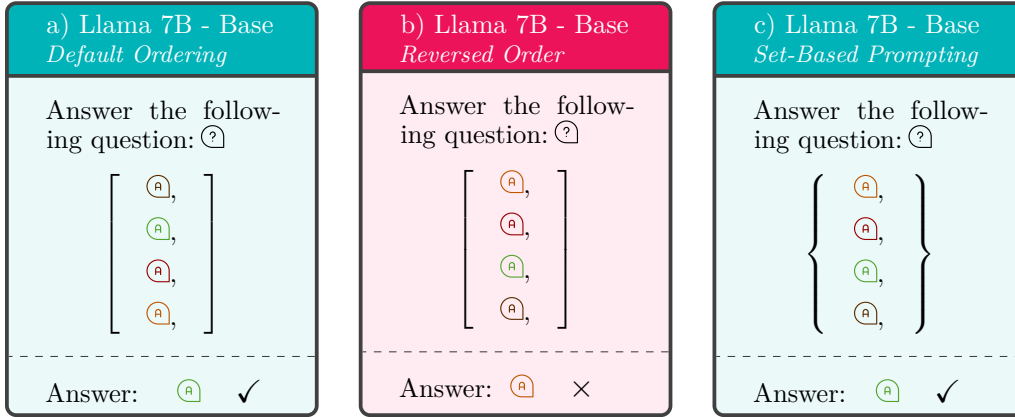 a) Llama 7B - Base
Default Ordering
Answer the follow-
ing question: ?
A,
A,
A,
A,
Answer: A ✓
b) Llama 7B - Base
Reversed Order
Answer the follow-
ing question: ?
A,
A,
A,
A,
Answer: A ×
c) Llama 7B - Base
Set-Based Prompting
Answer the follow-
ing question: ?
A,
A,
A,
A,
Answer: A ✓